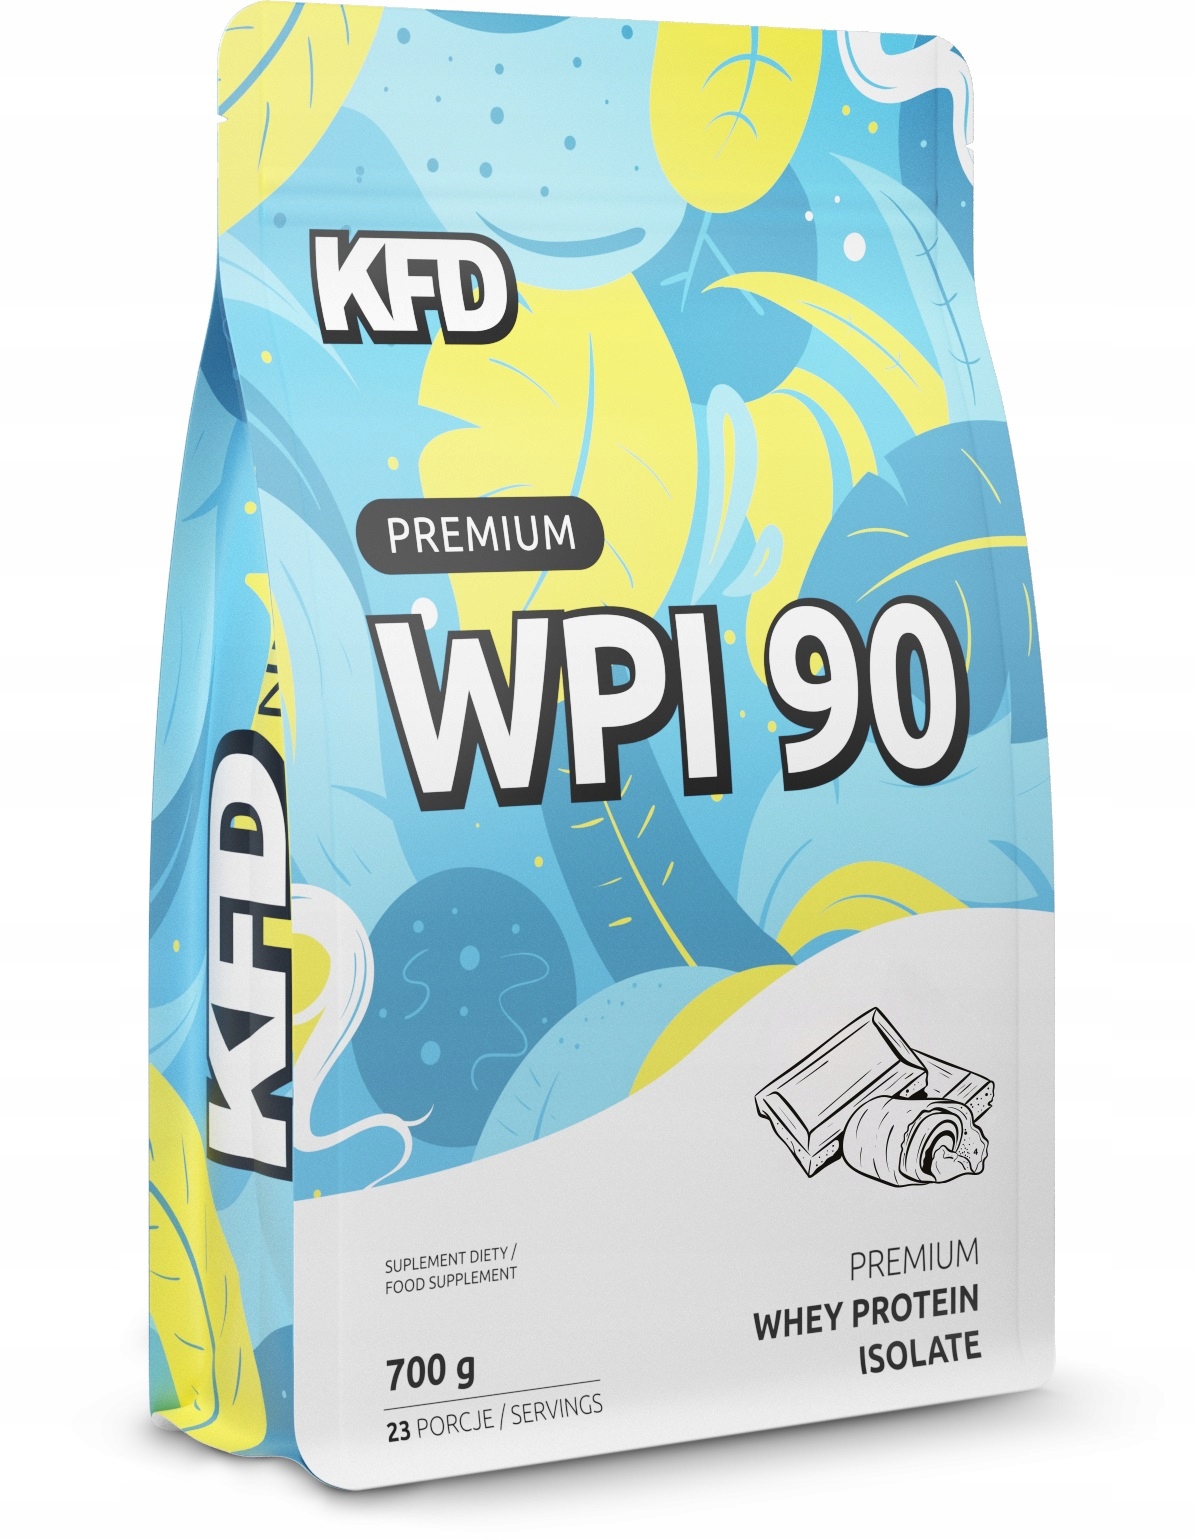 KFD
PREMIUM
WPI 90
KFD
SUPLEMENT DIETY /
FOOD SUPPLEMENT
700 g
23 PORCJE / SERVINGS
PREMIUM
WHEY PROTEIN
ISOLATE